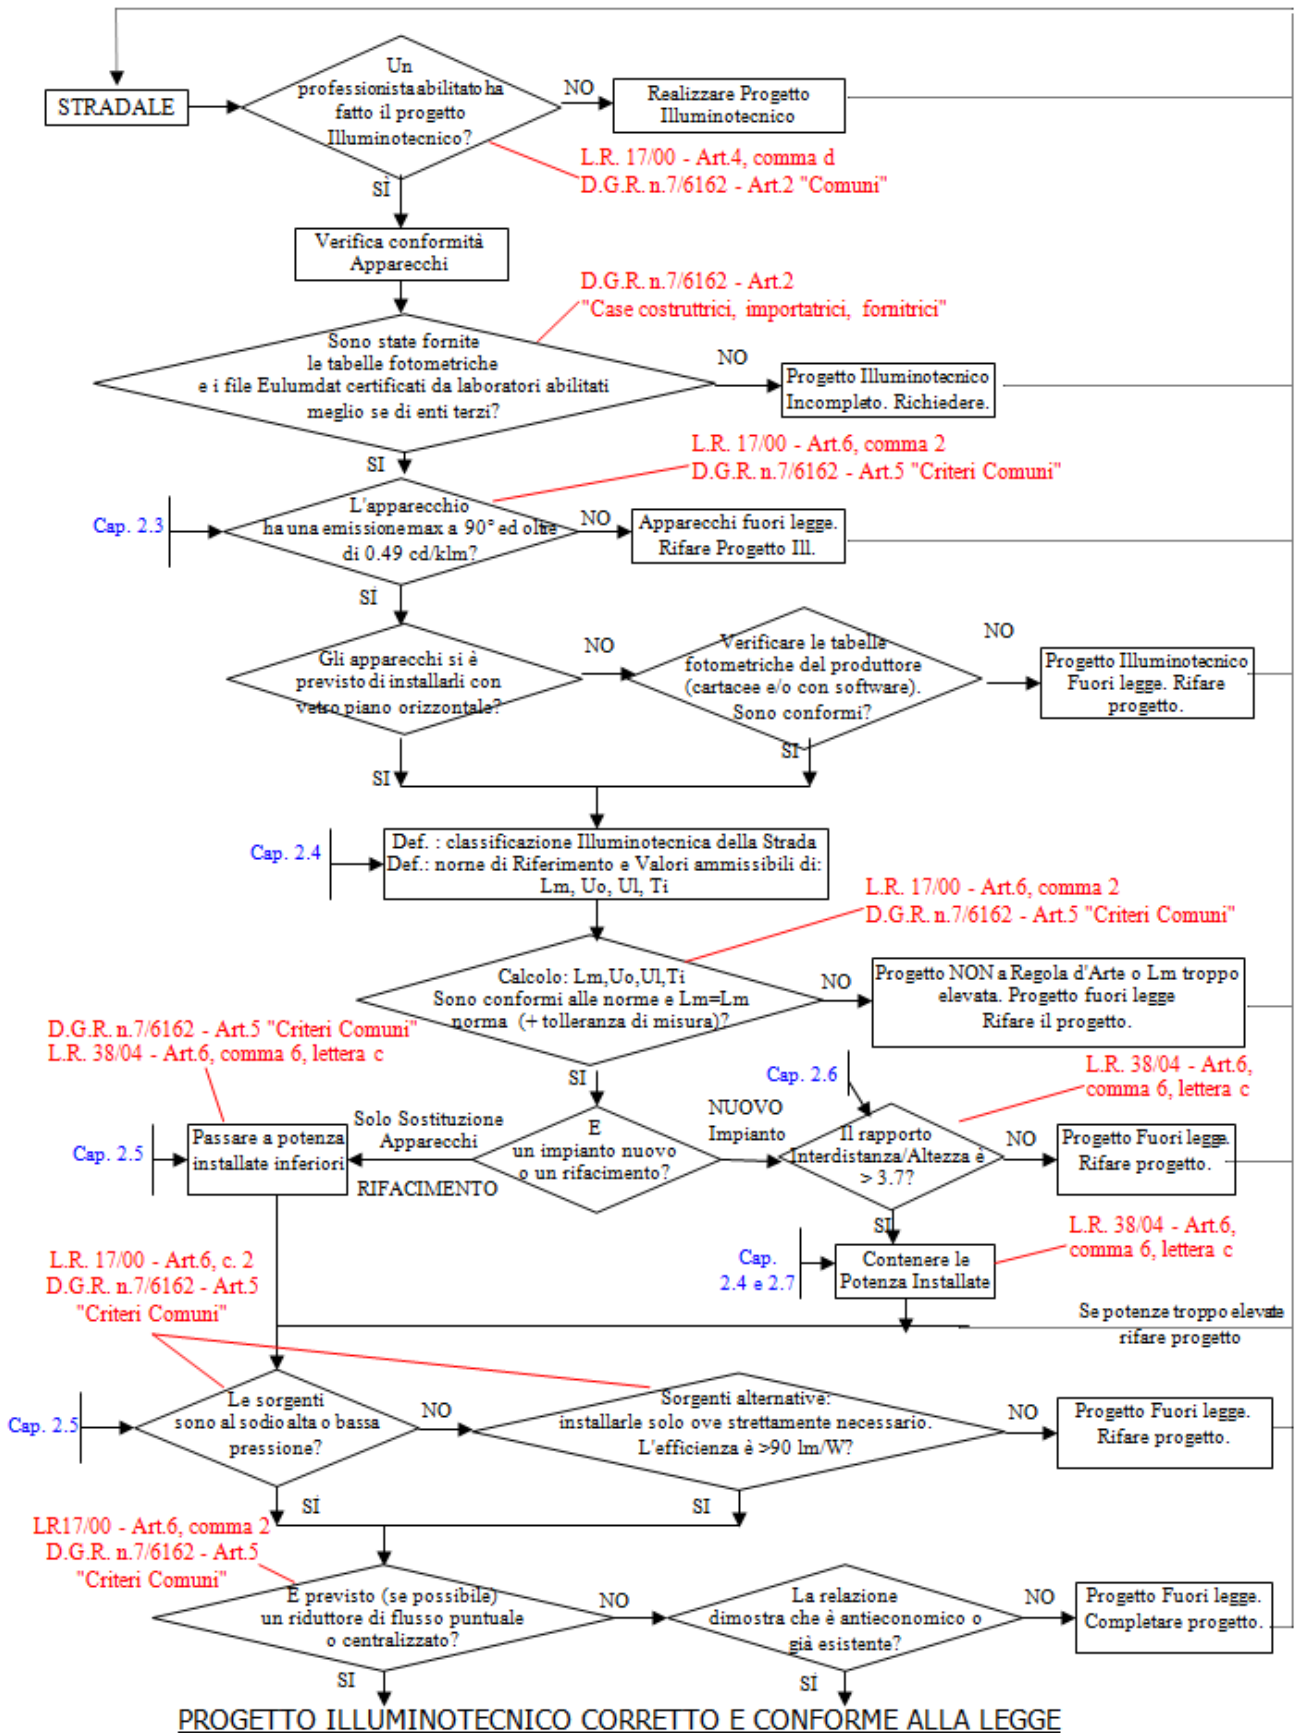 STRADALE
Un
professionista abilitato ha
fatto il progetto
Illuminotecnico?
NO
Realizzare Progetto
Illuminotecnico
L.R. 17/00 - Art.4, comma d
D.G.R. n.7/6162 - Art.2 "Comuni"
SÌ
Verifica conformità
Apparecchi
D.G.R. n.7/6162 - Art.2
"Case costruttrici, importatrici, fornitrici"
Sono state fornite
le tabelle fotometriche
e i file Eulumdat certificati da laboratori abilitati
meglio se di enti terzi?
NO
Progetto Illuminotecnico
Incompleto. Richiedere.
SI
L.R. 17/00 - Art.6, comma 2
D.G.R. n.7/6162 - Art.5 "Criteri Comuni"
Cap. 2.3
L'apparecchio
ha una emissione max a 90° ed oltre
di 0.49 cd/klm?
NO
Apparecchi fuori legge.
Rifare Progetto Ill.
SÍ
Gli apparecchi si è
previsto di installarli con
vetro piano orizzontale?
NO
Verificare le tabelle
fotometriche del produttore
(cartacee e/o con software).
Sono conformi?
NO
Progetto Illuminotecnico
Fuori legge. Rifare
progetto.
SI
SI
Cap. 2.4
Def. : classificazione Illuminotecnica della Strada
Def.: norne di Riferimento e Valori ammissibili di:
Lm, Uo, Ul, Ti
L.R. 17/00 - Art.6, comma 2
D.G.R. n.7/6162 - Art.5 "Criteri Comuni"
Calcolo: Lm,Uo,Ul,Ti
Sono conformi alle norme e Lm=Lm
norma (+ tolleranza di misura)?
NO
Progetto NON a Regola d'Arte o Lm troppo
elevata. Progetto fuori legge
Rifare il progetto.
D.G.R. n.7/6162 - Art.5 "Criteri Comuni"
L.R. 38/04 - Art.6, comma 6, lettera c
SI
Cap. 2.6
L.R. 38/04 - Art.6,
comma 6, lettera c
Cap. 2.5
Passare a potenza
installate inferiori
Solo Sostituzione
Apparecchi
RIFACIMENTO
E
un impianto nuovo
o un rifacimento?
NUOVO
Impianto
Il rapporto
Interdistanza/Altezza è
> 3.7?
NO
Progetto Fuori legge.
Rifare progetto.
SI
L.R. 38/04 - Art.6,
comma 6, lettera c
Cap.
2.4 e 2.7
Contenere le
Potenza Installate
L.R. 17/00 - Art.6, c. 2
D.G.R. n.7/6162 - Art.5
"Criteri Comuni"
Se potenze troppo elevate
rifare progetto
Cap. 2.5
Le sorgenti
sono al sodio alta o bassa
pressione?
NO
Sorgenti alternative:
installarle solo ove strettamente necessario.
L'efficienza è >90 lm/W?
NO
Progetto Fuori legge.
Rifare progetto.
SÍ
SI
LR17/00 - Art.6, comma 2
D.G.R. n.7/6162 - Art.5
"Criteri Comuni"
E previsto (se possibile)
un riduttore di flusso puntuale
o centralizzato?
NO
La relazione
dimostra che è antieconomico o
già esistente?
NO
Progetto Fuori legge.
Completare progetto.
SI
SÍ
PROGETTO ILLUMINOTECNICO CORRETTO E CONFORME ALLA LEGGE